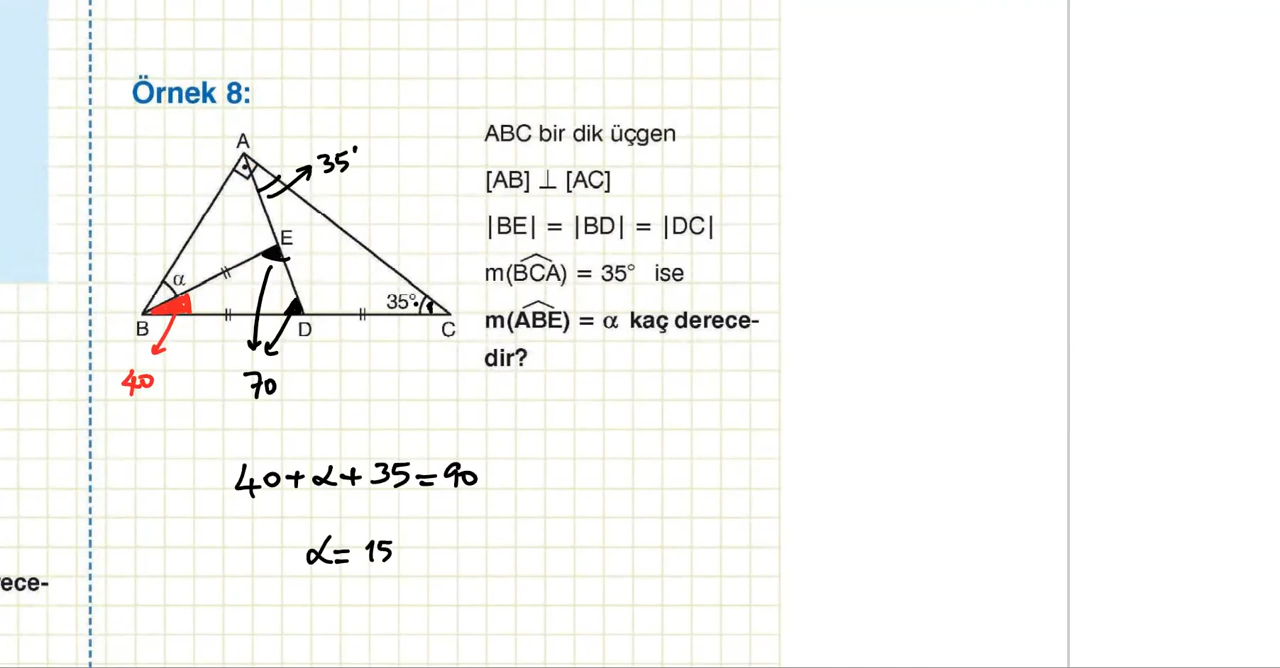 Örnek 8:
A
35°
E
α
35°
B
D
C
40
70
ABC bir dik üçgen
[AB] ⊥ [AC]
|BE| = |BD| = |DC|
m(BCA) = 35° ise
m(ABE) = α kaç derece-
dir?
40+α+35=90
α= 15
ece-